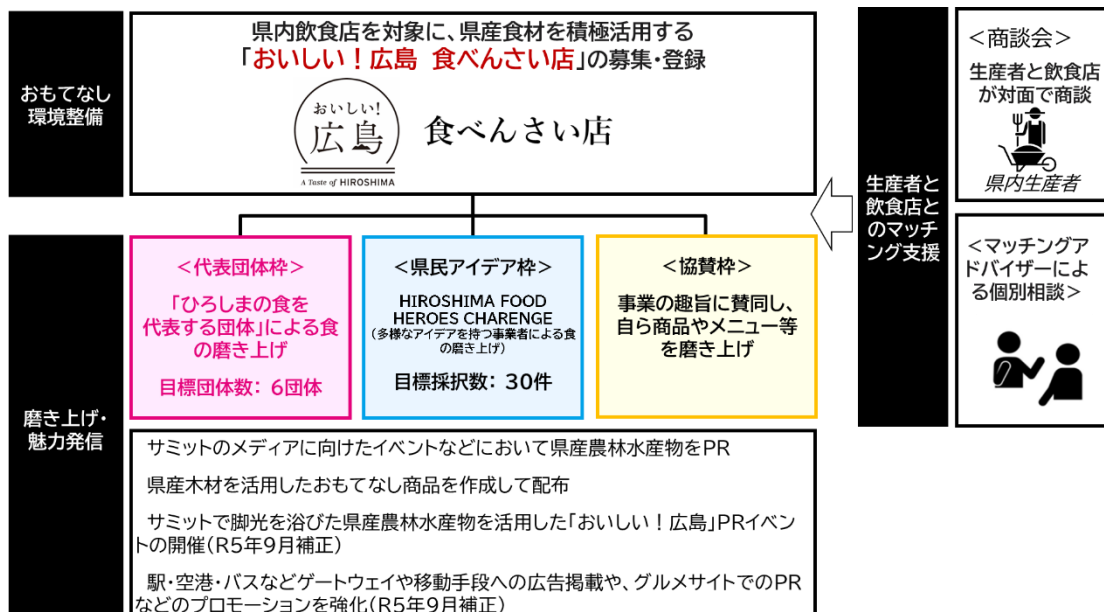 おもてなし
環境整備
県内飲食店を対象に、県産食材を積極活用する
「おいしい！広島 食べんさい店」の募集・登録
おいしい！
広島
A Taste of HIROSHIMA
食べんさい店
磨き上げ・
魅力発信
＜代表団体枠＞
「ひろしまの食を
代表する団体」による食
の磨き上げ
目標団体数： 6団体
＜県民アイデア枠＞
HIROSHIMA FOOD
HEROES CHARENGE
（多様なアイデアを持つ事業者による食
の磨き上げ）
目標採択数： 30件
＜協賛枠＞
事業の趣旨に賛同し、
自ら商品やメニュー等
を磨き上げ
サミットのメディアに向けたイベントなどにおいて県産農林水産物をPR
県産木材を活用したおもてなし商品を作成して配布
サミットで脚光を浴びた県産農林水産物を活用した「おいしい！広島」PRイベン
トの開催（R5年9月補正）
駅・空港・バスなどゲートウェイや移動手段への広告掲載や、グルメサイトでのPR
などのプロモーションを強化（R5年9月補正）
生産者と
飲食店と
のマッチ
ング支援
＜商談会＞
生産者と飲食店
が対面で商談
県内生産者
＜マッチングア
ドバイザーによ
る個別相談＞